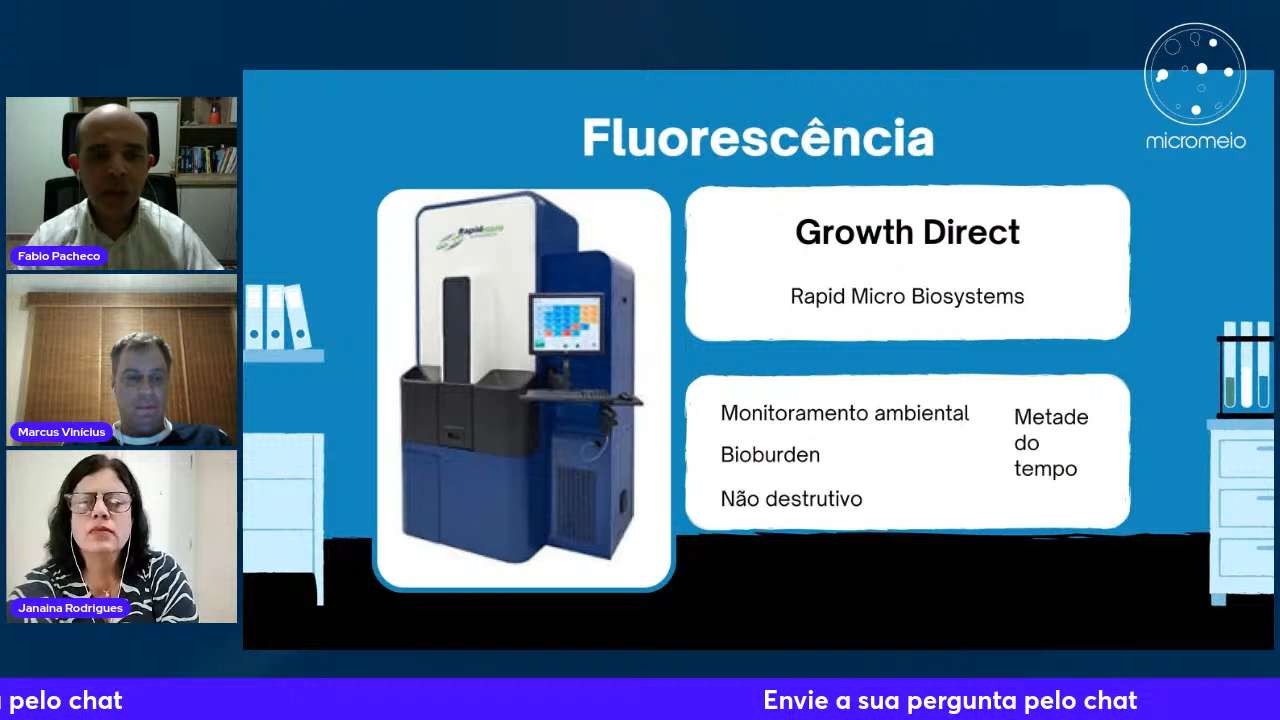 micromeio
Fluorescência
Growth Direct
Rapid Micro Biosystems
Monitoramento ambiental
Bioburden
Não destrutivo
Metade
do
tempo
Fabio Pacheco
Marcus Vinícius
Janaina Rodrigues
pelo chat
Envie a sua pergunta pelo chat